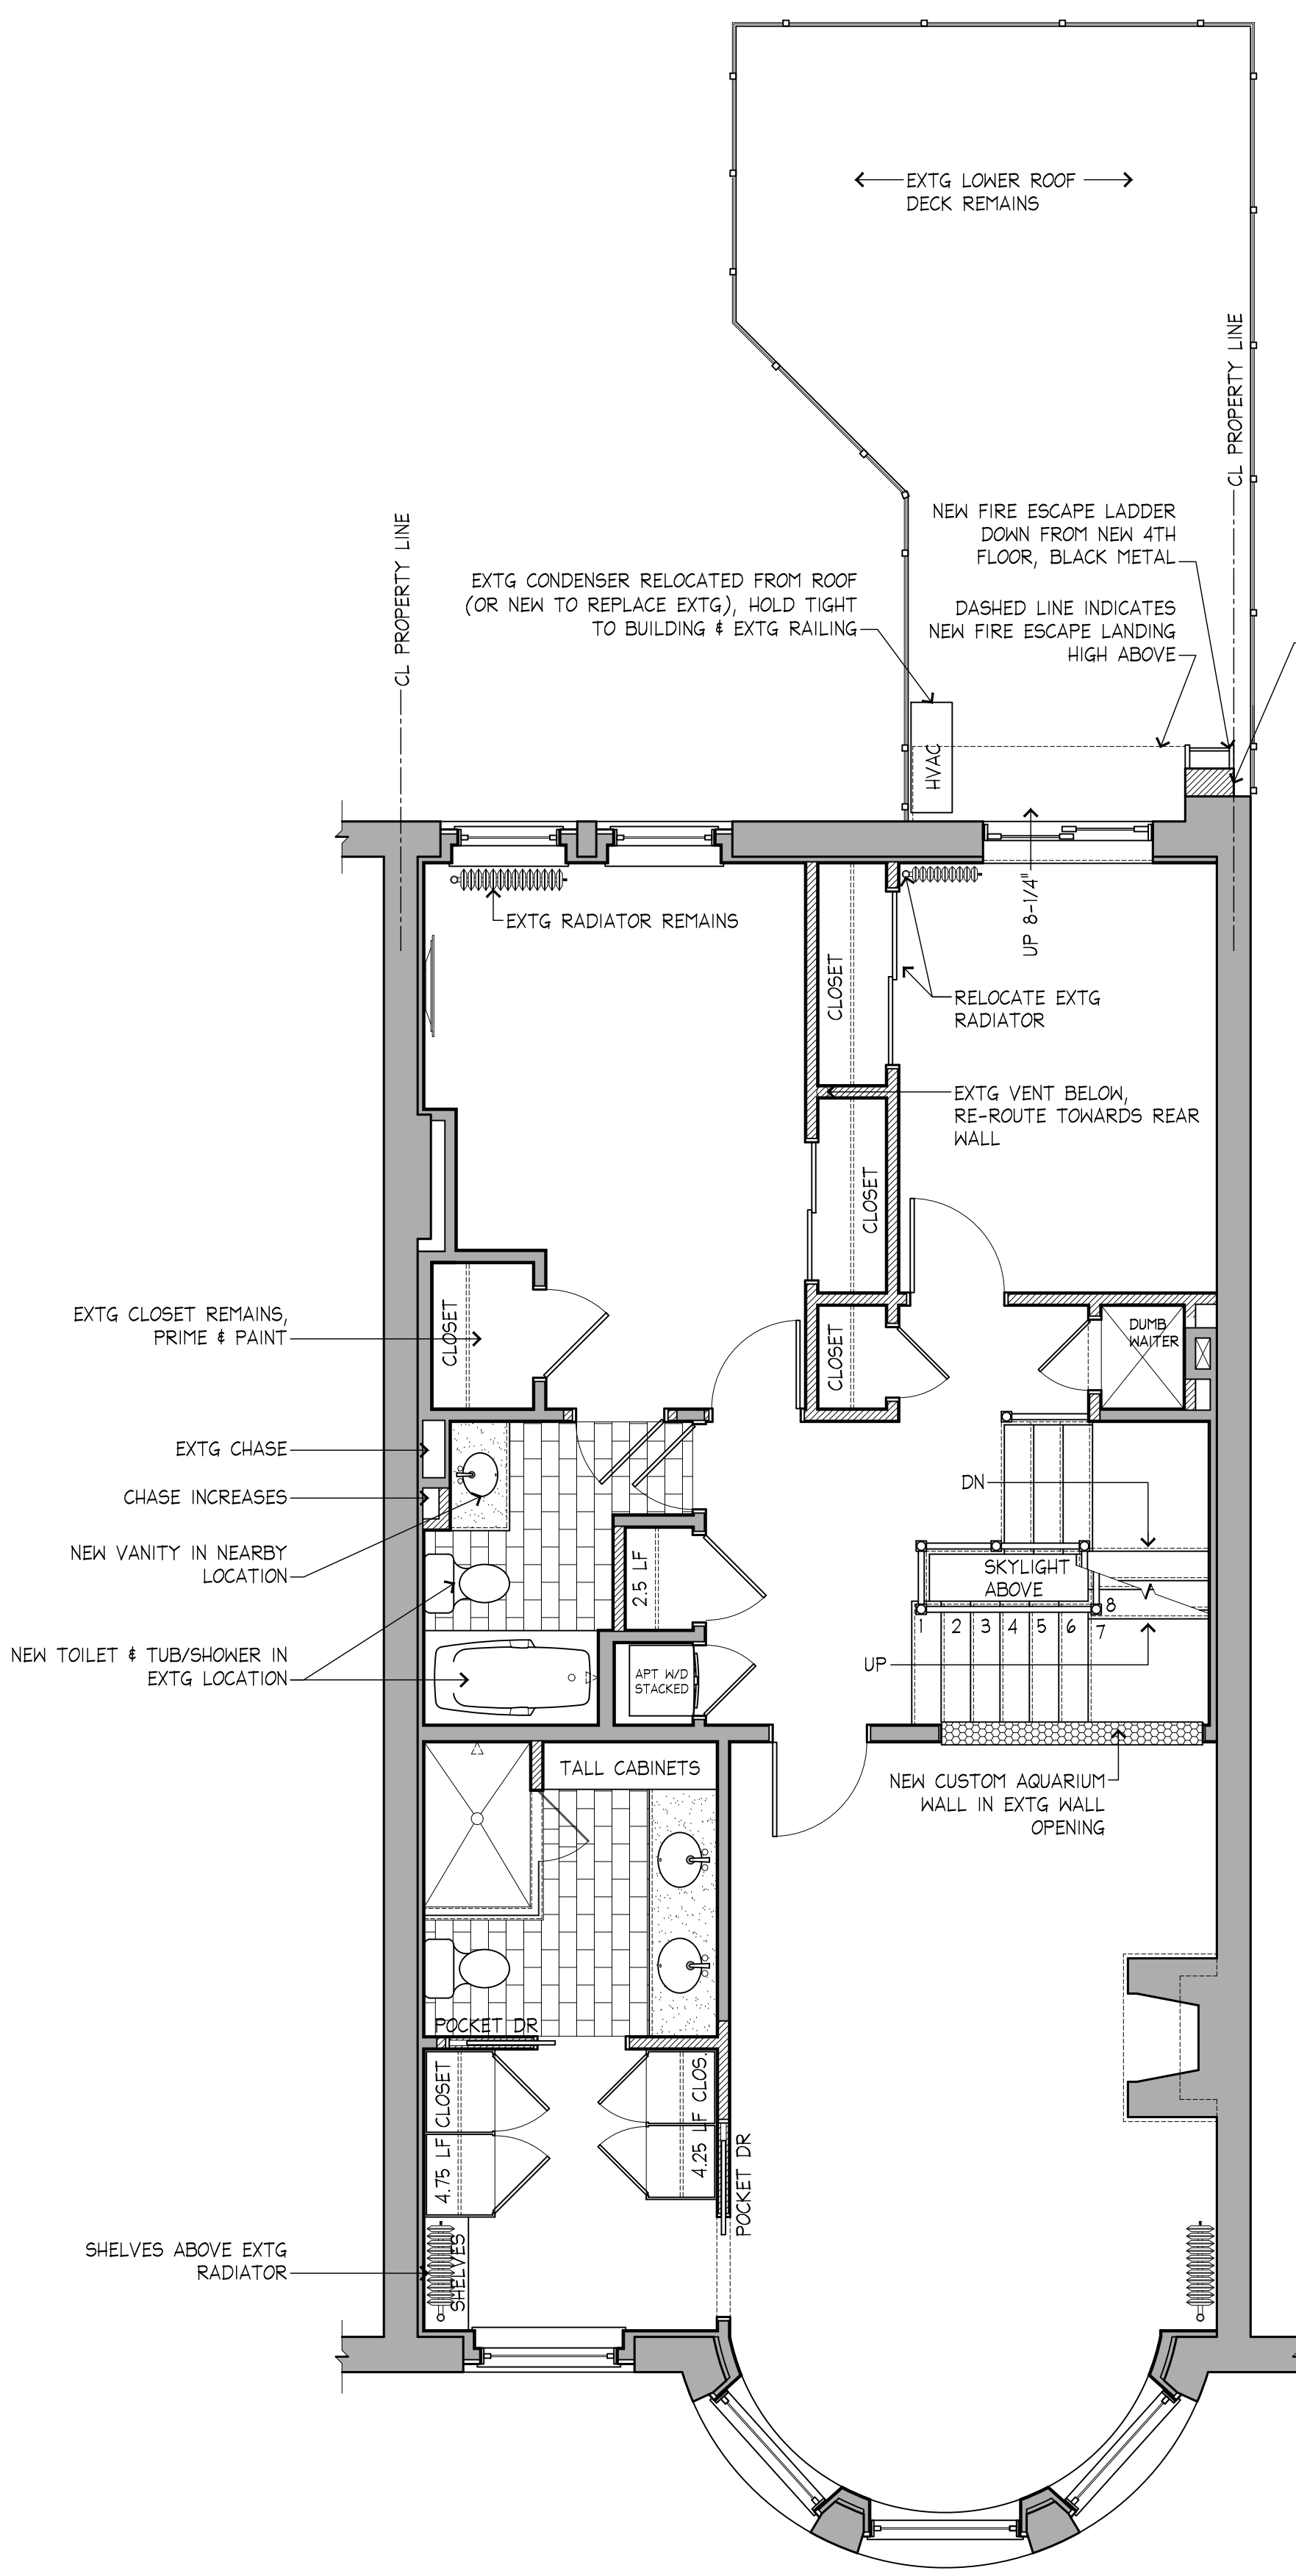 EXTG LOWER ROOF
DECK REMAINS
CL PROPERTY LINE
CL PROPERTY LINE
NEW FIRE ESCAPE LADDER
DOWN FROM NEW 4TH
FLOOR, BLACK METAL
EXTG CONDENSER RELOCATED FROM ROOF
(OR NEW TO REPLACE EXTG), HOLD TIGHT
TO BUILDING & EXTG RAILING
DASHED LINE INDICATES
NEW FIRE ESCAPE LANDING
HIGH ABOVE
HVAC
EXTG RADIATOR REMAINS
UP 8-1/4"
CLOSET
RELOCATE EXTG
RADIATOR
EXTG VENT BELOW,
RE-ROUTE TOWARDS REAR
WALL
CLOSET
EXTG CLOSET REMAINS,
PRIME & PAINT
CLOSET
CLOSET
DUMB
WAITER
EXTG CHASE
CHASE INCREASES
DN
NEW VANITY IN NEARBY
LOCATION
2.5 LF
SKYLIGHT
ABOVE
1
2
3
4
5
6
7
8
NEW TOILET & TUB/SHOWER IN
EXTG LOCATION
APT W/D
STACKED
UP
TALL CABINETS
NEW CUSTOM AQUARIUM
WALL IN EXTG WALL
OPENING
POCKET DR
4.75 LF CLOSET
4.25 LF CLOS.
POCKET DR
SHELVES ABOVE EXTG
RADIATOR
SHELVES